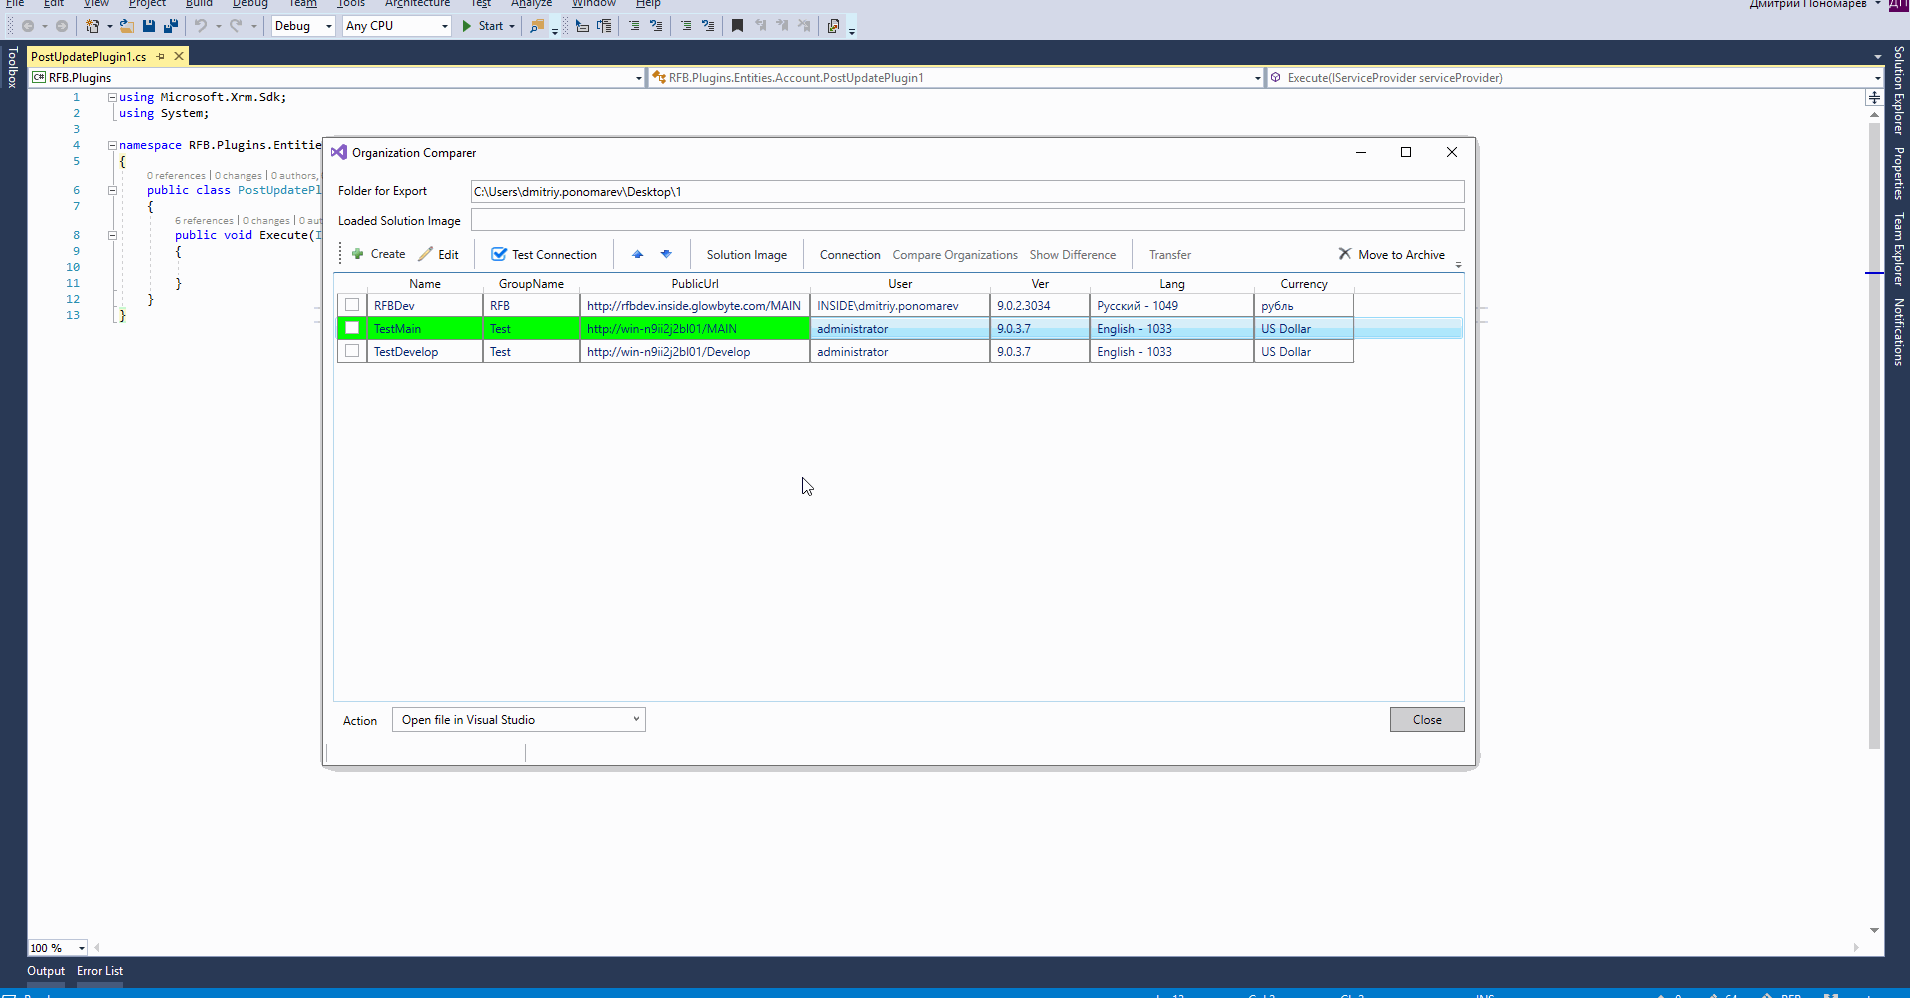 File Edit View Project Build Debug Team Tools Architecture Test Analyze Window Help
Дмитрий Пономарев ДП
Debug Any CPU Start
Toolbox
PostUpdatePlugin1.cs
RFB.Plugins RFB.Plugins.Entities.Account.PostUpdatePlugin1 Execute(IServiceProvider serviceProvider)
1 using Microsoft.Xrm.Sdk;
2 using System;
3
4 namespace RFB.Plugins.Entitie
5 {
0 references | 0 changes | 0 authors,
6 public class PostUpdatePl
7 {
6 references | 0 changes | 0 aut
8 public void Execute(I
9 {
10
11 }
12 }
13 }
Organization Comparer
Folder for Export C:\Users\dmitriy.ponomarev\Desktop\1
Loaded Solution Image
Create Edit Test Connection Solution Image Connection Compare Organizations Show Difference Transfer Move to Archive
Name GroupName PublicUrl User Ver Lang Currency
RFBDev RFB http://rfbdev.inside.glowbyte.com/MAIN INSIDE\dmitriy.ponomarev 9.0.2.3034 Русский - 1049 рубль
TestMain Test http://win-n9ii2j2bl01/MAIN administrator 9.0.3.7 English - 1033 US Dollar
TestDevelop Test http://win-n9ii2j2bl01/Develop administrator 9.0.3.7 English - 1033 US Dollar
Action Open file in Visual Studio Close
Solution Explorer
Properties
Team Explorer
Notifications
100 %
Output Error List